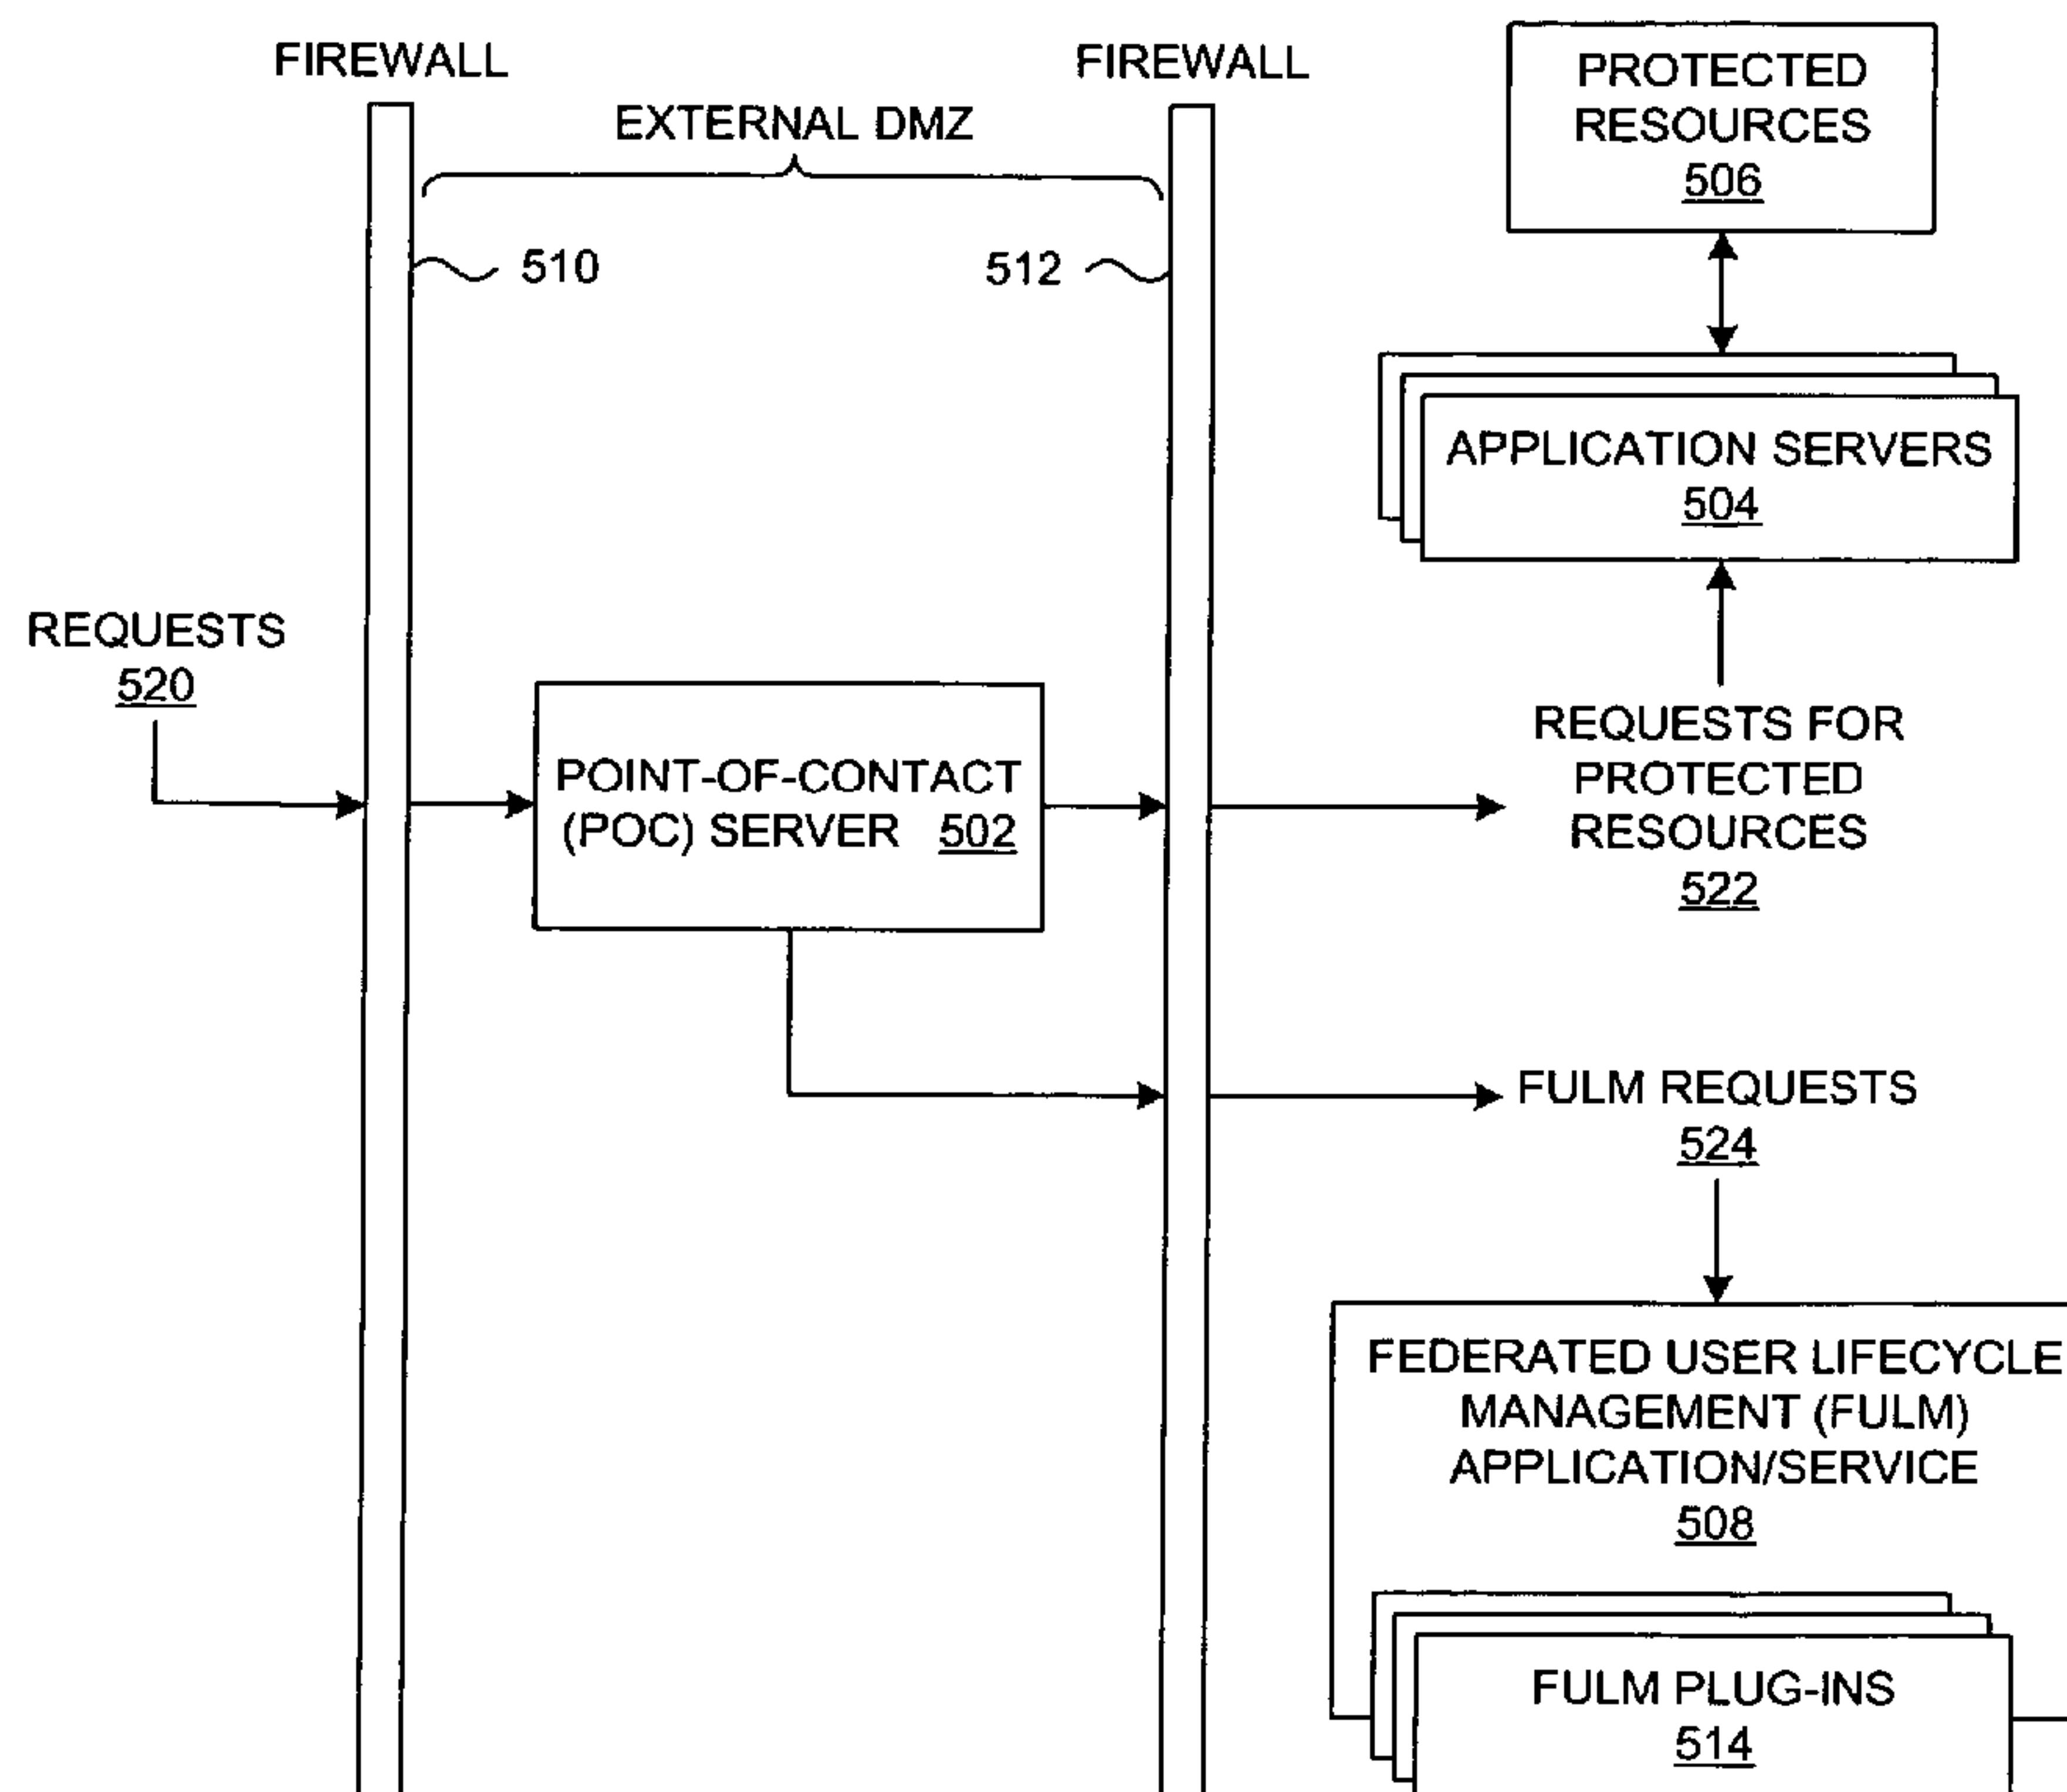 FIREWALL
FIREWALL
EXTERNAL DMZ
PROTECTED
RESOURCES
506
510
512
APPLICATION SERVERS
504
REQUESTS
520
POINT-OF-CONTACT
(POC) SERVER 502
REQUESTS FOR
PROTECTED
RESOURCES
522
FULM REQUESTS
524
FEDERATED USER LIFECYCLE
MANAGEMENT (FULM)
APPLICATION/SERVICE
508
FULM PLUG-INS
514